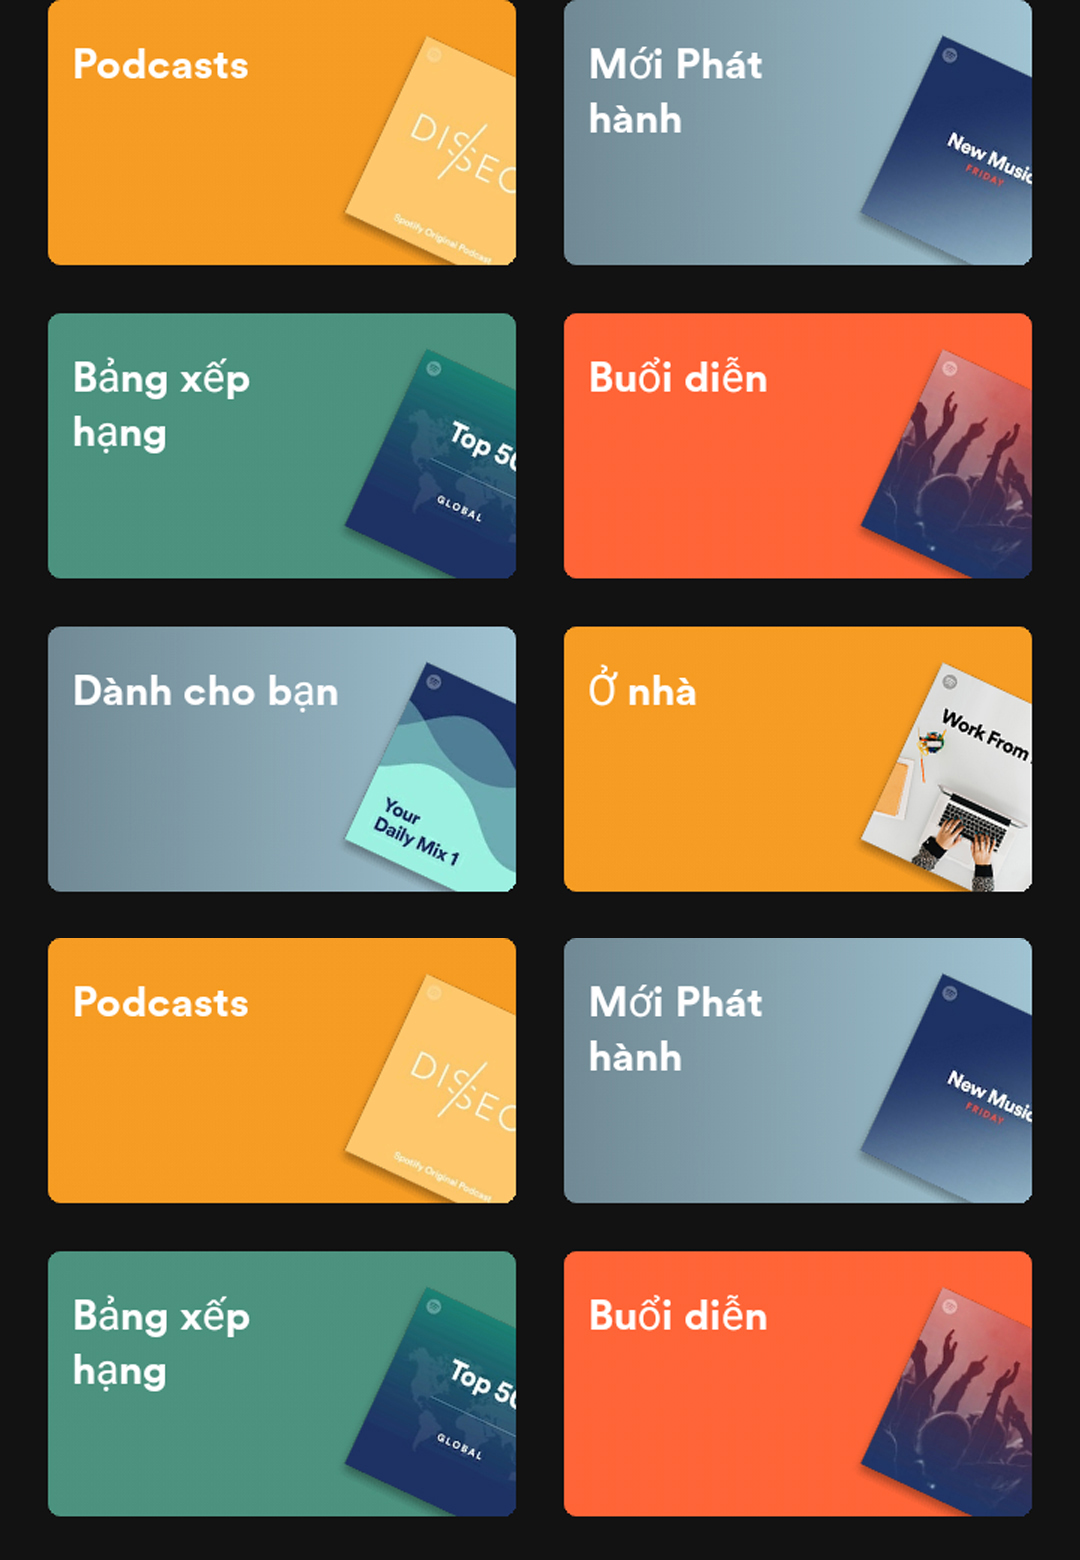 Podcasts
DISSEC
Spotify Original Podcast
Mới Phát
hành
New Music
FRIDAY
Bảng xếp
hạng
Top 50
GLOBAL
Buổi diễn
Dành cho bạn
Your
Daily Mix 1
Ở nhà
Work From
Podcasts
DISSEC
Spotify Original Podcast
Mới Phát
hành
New Music
FRIDAY
Bảng xếp
hạng
Top 50
GLOBAL
Buổi diễn